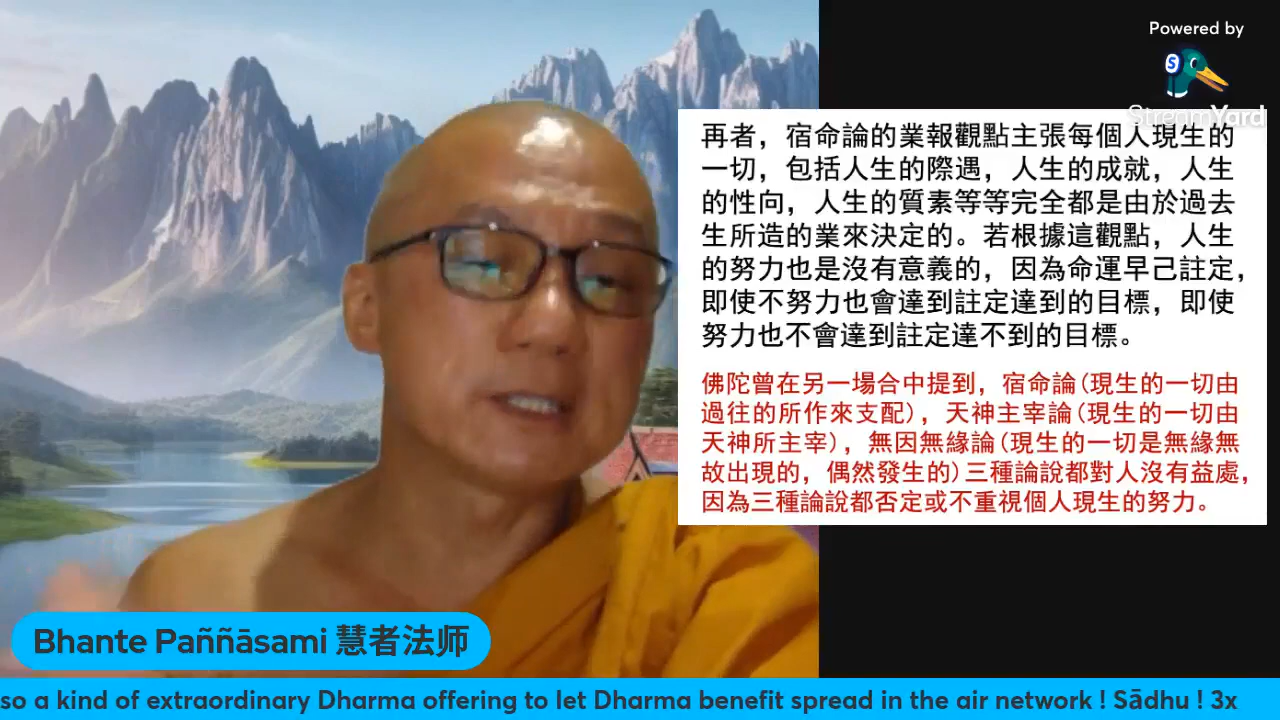 Powered by
S
StreamYard
再者，宿命論的業報觀點主張每個人現生的
一切，包括人生的際遇，人生的成就，人生
的性向，人生的質素等等完全都是由於過去
生所造的業來決定的。若根據這觀點，人生
的努力也是沒有意義的，因為命運早己註定，
即使不努力也會達到註定達到的目標，即使
努力也不會達到註定達不到的目標。
佛陀曾在另一場合中提到，宿命論(現生的一切由
過往的所作來支配)，天神主宰論(現生的一切由
天神所主宰)，無因無緣論(現生的一切是無緣無
故出現的，偶然發生的)三種論說都對人沒有益處，
因為三種論說都否定或不重視個人現生的努力。
Bhante Paññāsami 慧者法师
so a kind of extraordinary Dharma offering to let Dharma benefit spread in the air network ! Sādhu ! 3x